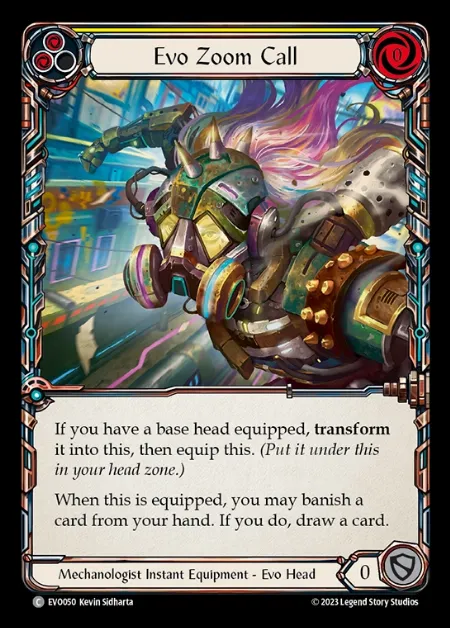 Evo Zoom Call
0
If you have a base head equipped, transform
it into this, then equip this. (Put it under this
in your head zone.)
When this is equipped, you may banish a
card from your hand. If you do, draw a card.
Mechanologist Instant Equipment - Evo Head
0
C EVO050 Kevin Sidharta
© 2023 Legend Story Studios